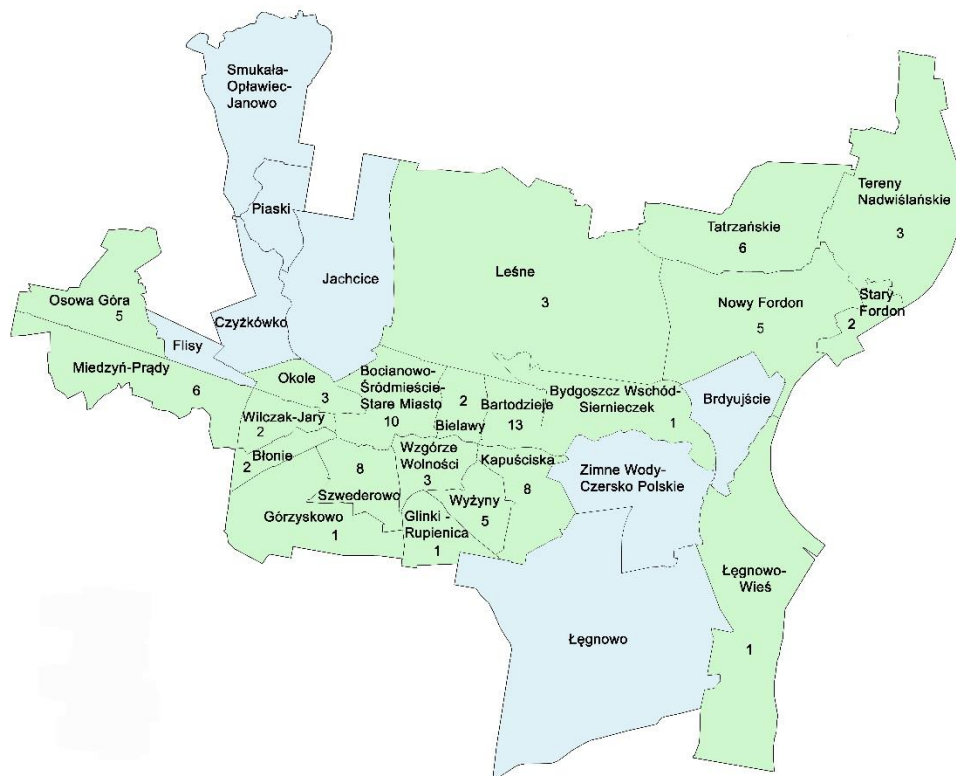 Smukała-
Opławiec-
Janowo
Piaski
Jachcice
Leśne
3
Tatrzańskie
6
Tereny
Nadwiślańskie
3
Osowa Góra
5
Czyżkówko
Flisy
Nowy Fordon
5
Stary
Fordon
2
Miedzyń-Prądy
6
Okole
3
Bocianowo-
Śródmieście-
Stare Miasto
10
2
Bielawy
Bartodzieje
13
Bydgoszcz Wschód-
Siernieczek
1
Brdyujście
Wilczak-Jary
2
Błonie
2
8
Szwederowo
Wzgórze
Wolności
3
Kapuściska
8
Zimne Wody-
Czersko Polskie
Wyżyny
5
Górzyskowo
1
Glinki -
Rupienica
1
Łęgnowo-
Wieś
1
Łęgnowo